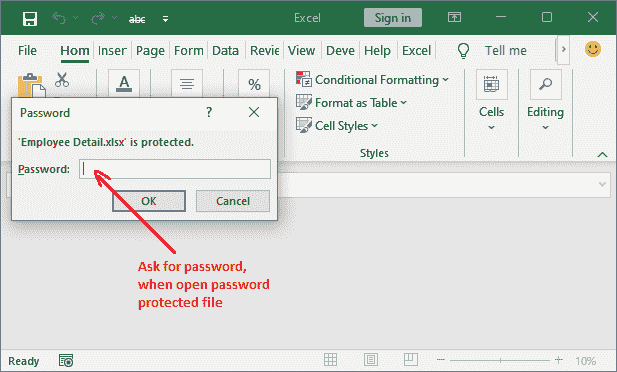 abc Excel Sign in
File Hom Inser Page Form Data Revie View Deve Help Excel Tell me
A % Conditional Formatting
Format as Table Cells Editing
Cell Styles
Styles
Password ?
'Employee Detail.xlsx' is protected.
Password:
OK Cancel
Ask for password,
when open password
protected file
Ready 10%